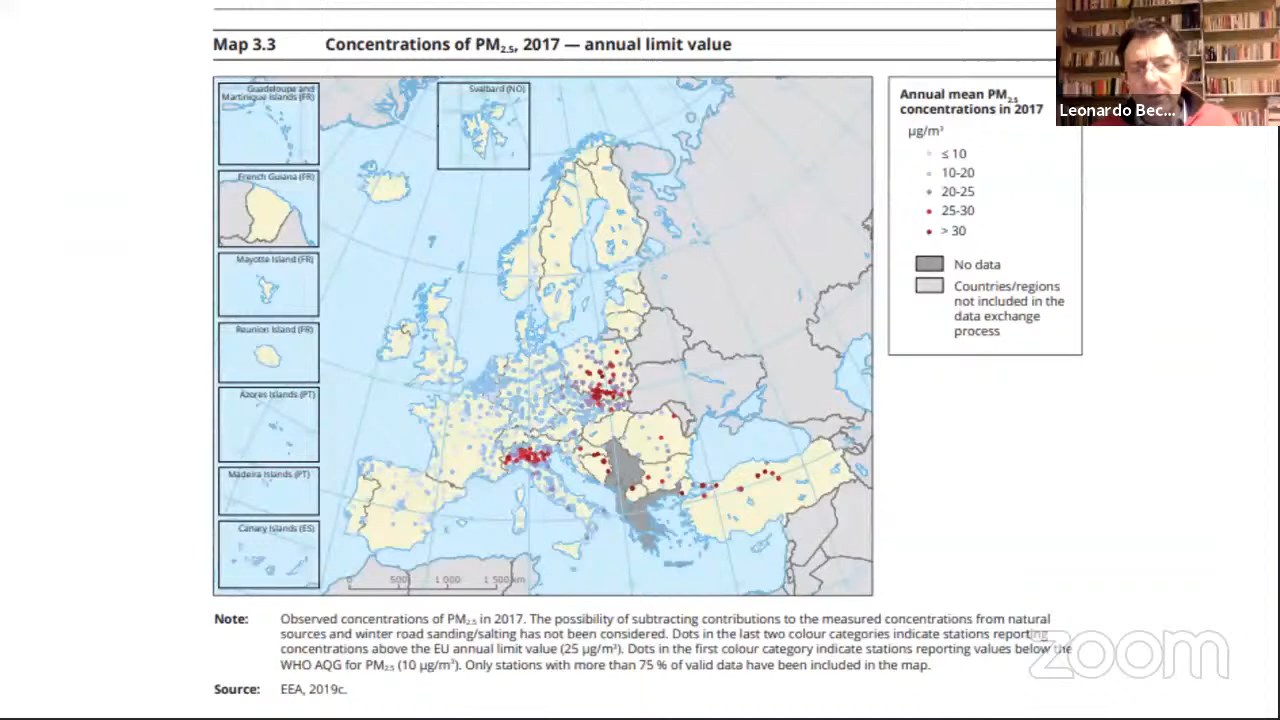 Map 3.3 Concentrations of PM2.5, 2017 — annual limit value
Leonardo Bec...
Guadeloupe and
Martinique Islands (FR)
French Guiana (FR)
Mayotte Island (FR)
Reunion Island (FR)
Azores Islands (PT)
Madeira Islands (PT)
Canary Islands (ES)
Svalbard (NO)
0 500 1 000 1 500 km
Annual mean PM2.5
concentrations in 2017
µg/m³
≤ 10
10-20
20-25
25-30
> 30
No data
Countries/regions
not included in the
data exchange
process
Note: Observed concentrations of PM2.5 in 2017. The possibility of subtracting contributions to the measured concentrations from natural
sources and winter road sanding/salting has not been considered. Dots in the last two colour categories indicate stations reporting
concentrations above the EU annual limit value (25 µg/m³). Dots in the first colour category indicate stations reporting values below the
WHO AQG for PM2.5 (10 µg/m³). Only stations with more than 75 % of valid data have been included in the map.
Source: EEA, 2019c.
zoom